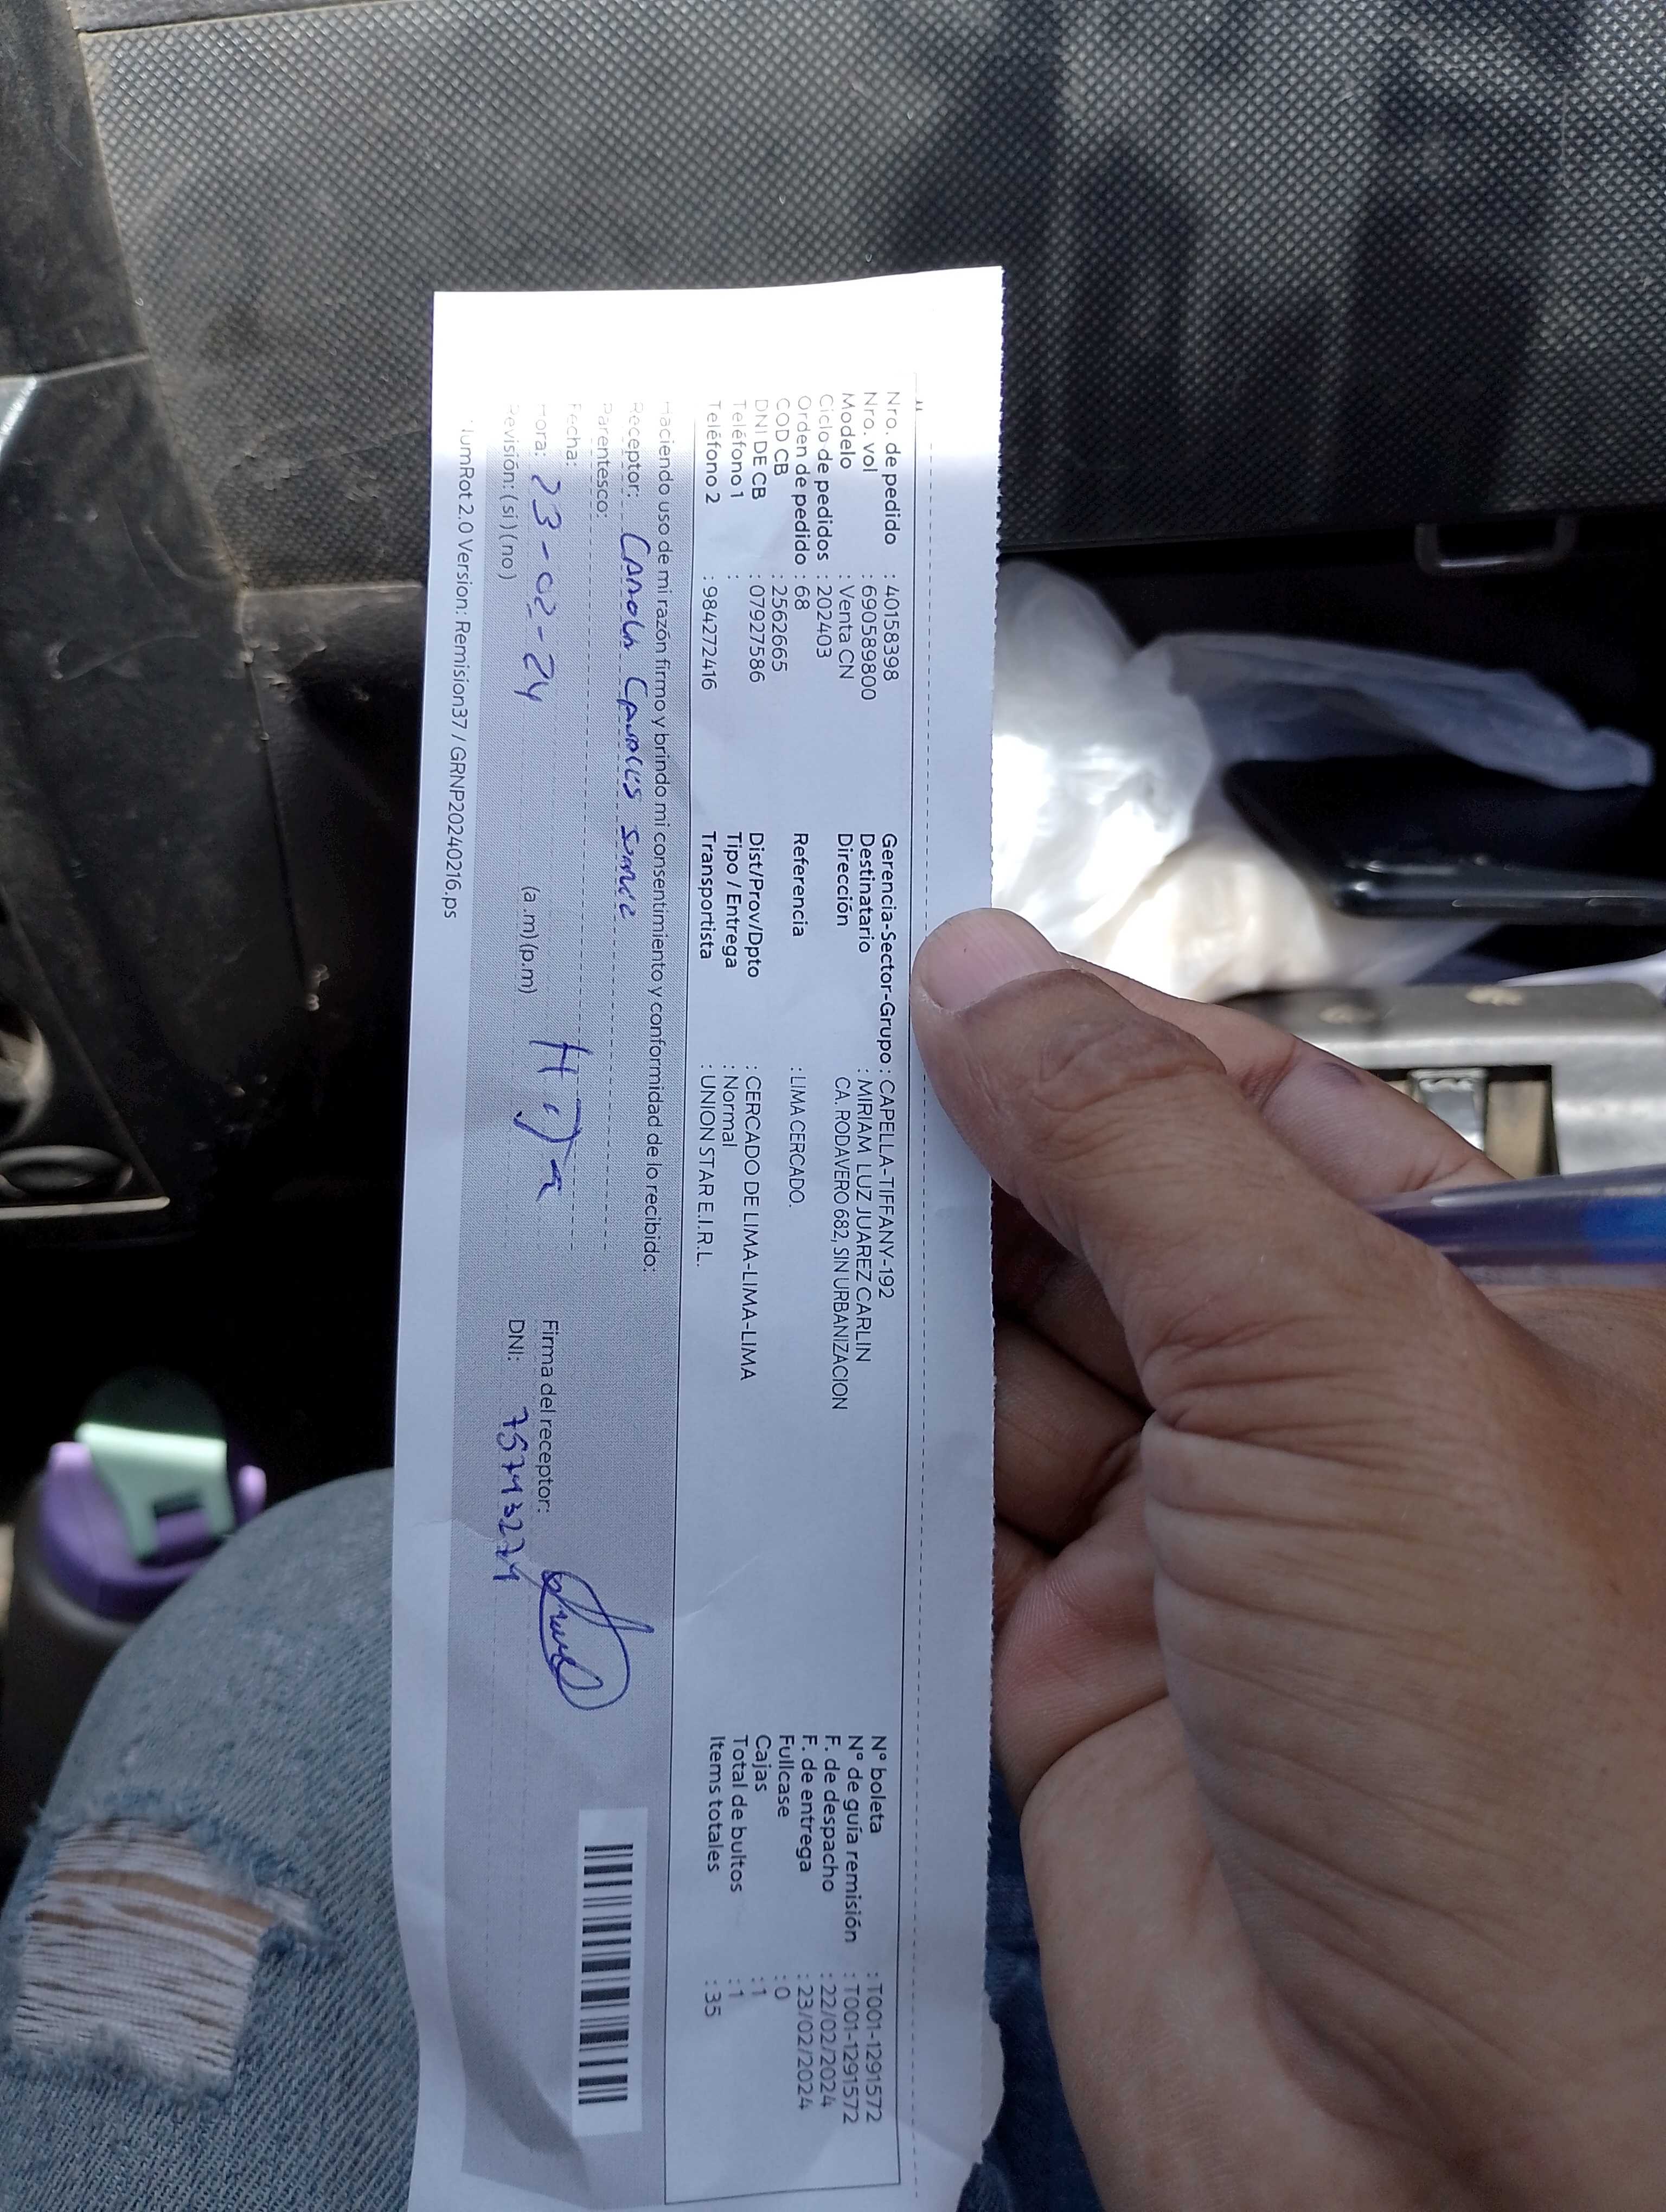 Nro. de pedido : 40158398
Nro. vol : 690589800
Modelo : Venta CN
Ciclo de pedidos : 202403
Orden de pedido : 68
COD CB : 2562665
DNI DE CB : 07927586
Teléfono 1 :
Teléfono 2 : 984272416
Gerencia-Sector-Grupo : CAPELLA-TIFFANY-192
Destinatario : MIRIAM LUZ JUAREZ CARLIN
Dirección CA. RODAVERO 682, SIN URBANIZACION
Referencia : LIMA CERCADO.
Dist/Prov/Dpto : CERCADO DE LIMA-LIMA-LIMA
Tipo / Entrega : Normal
Transportista : UNION STAR E.I.R.L.
N° boleta : T001-1291572
N° de guía remisión : T001-1291572
F. de despacho : 22/02/2024
F. de entrega : 23/02/2024
Fullcase : 0
Cajas : 1
Total de bultos : 1
Items totales : 35
Haciendo uso de mi razón firmo y brindo mi consentimiento y conformidad de lo recibido:
Receptor:
Parentesco: Hija
Fecha:
Hora: 23-02-24 (a.m)(p.m)
Revisión: (si) (no)
Firma del receptor:
DNI:
NumRot 2.0 Version: Remision37 / GRNP20240216.ps